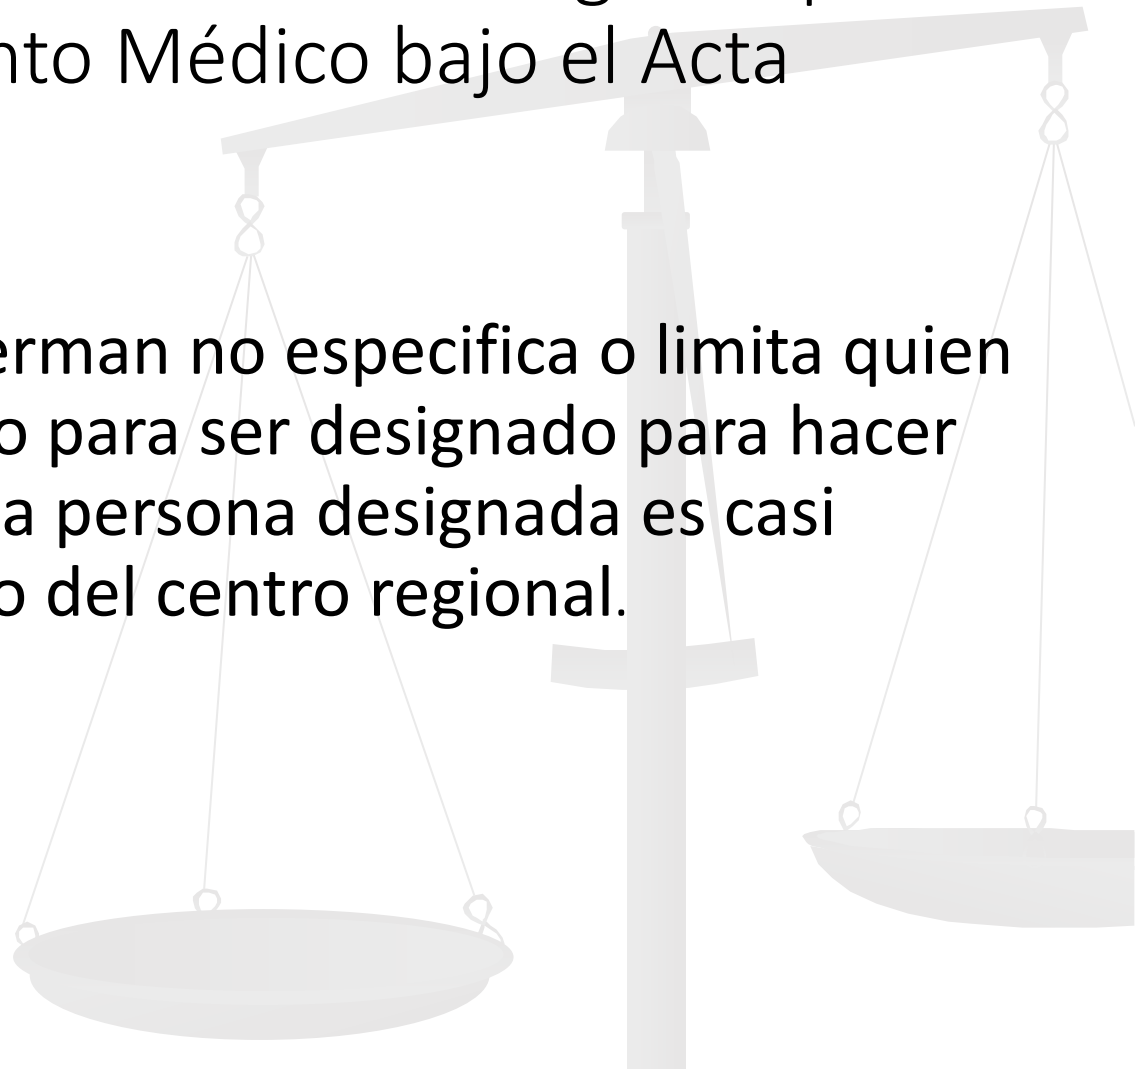 nto Médico bajo el Acta
erman no especifica o limita quien
o para ser designado para hacer
a persona designada es casi
o del centro regional.